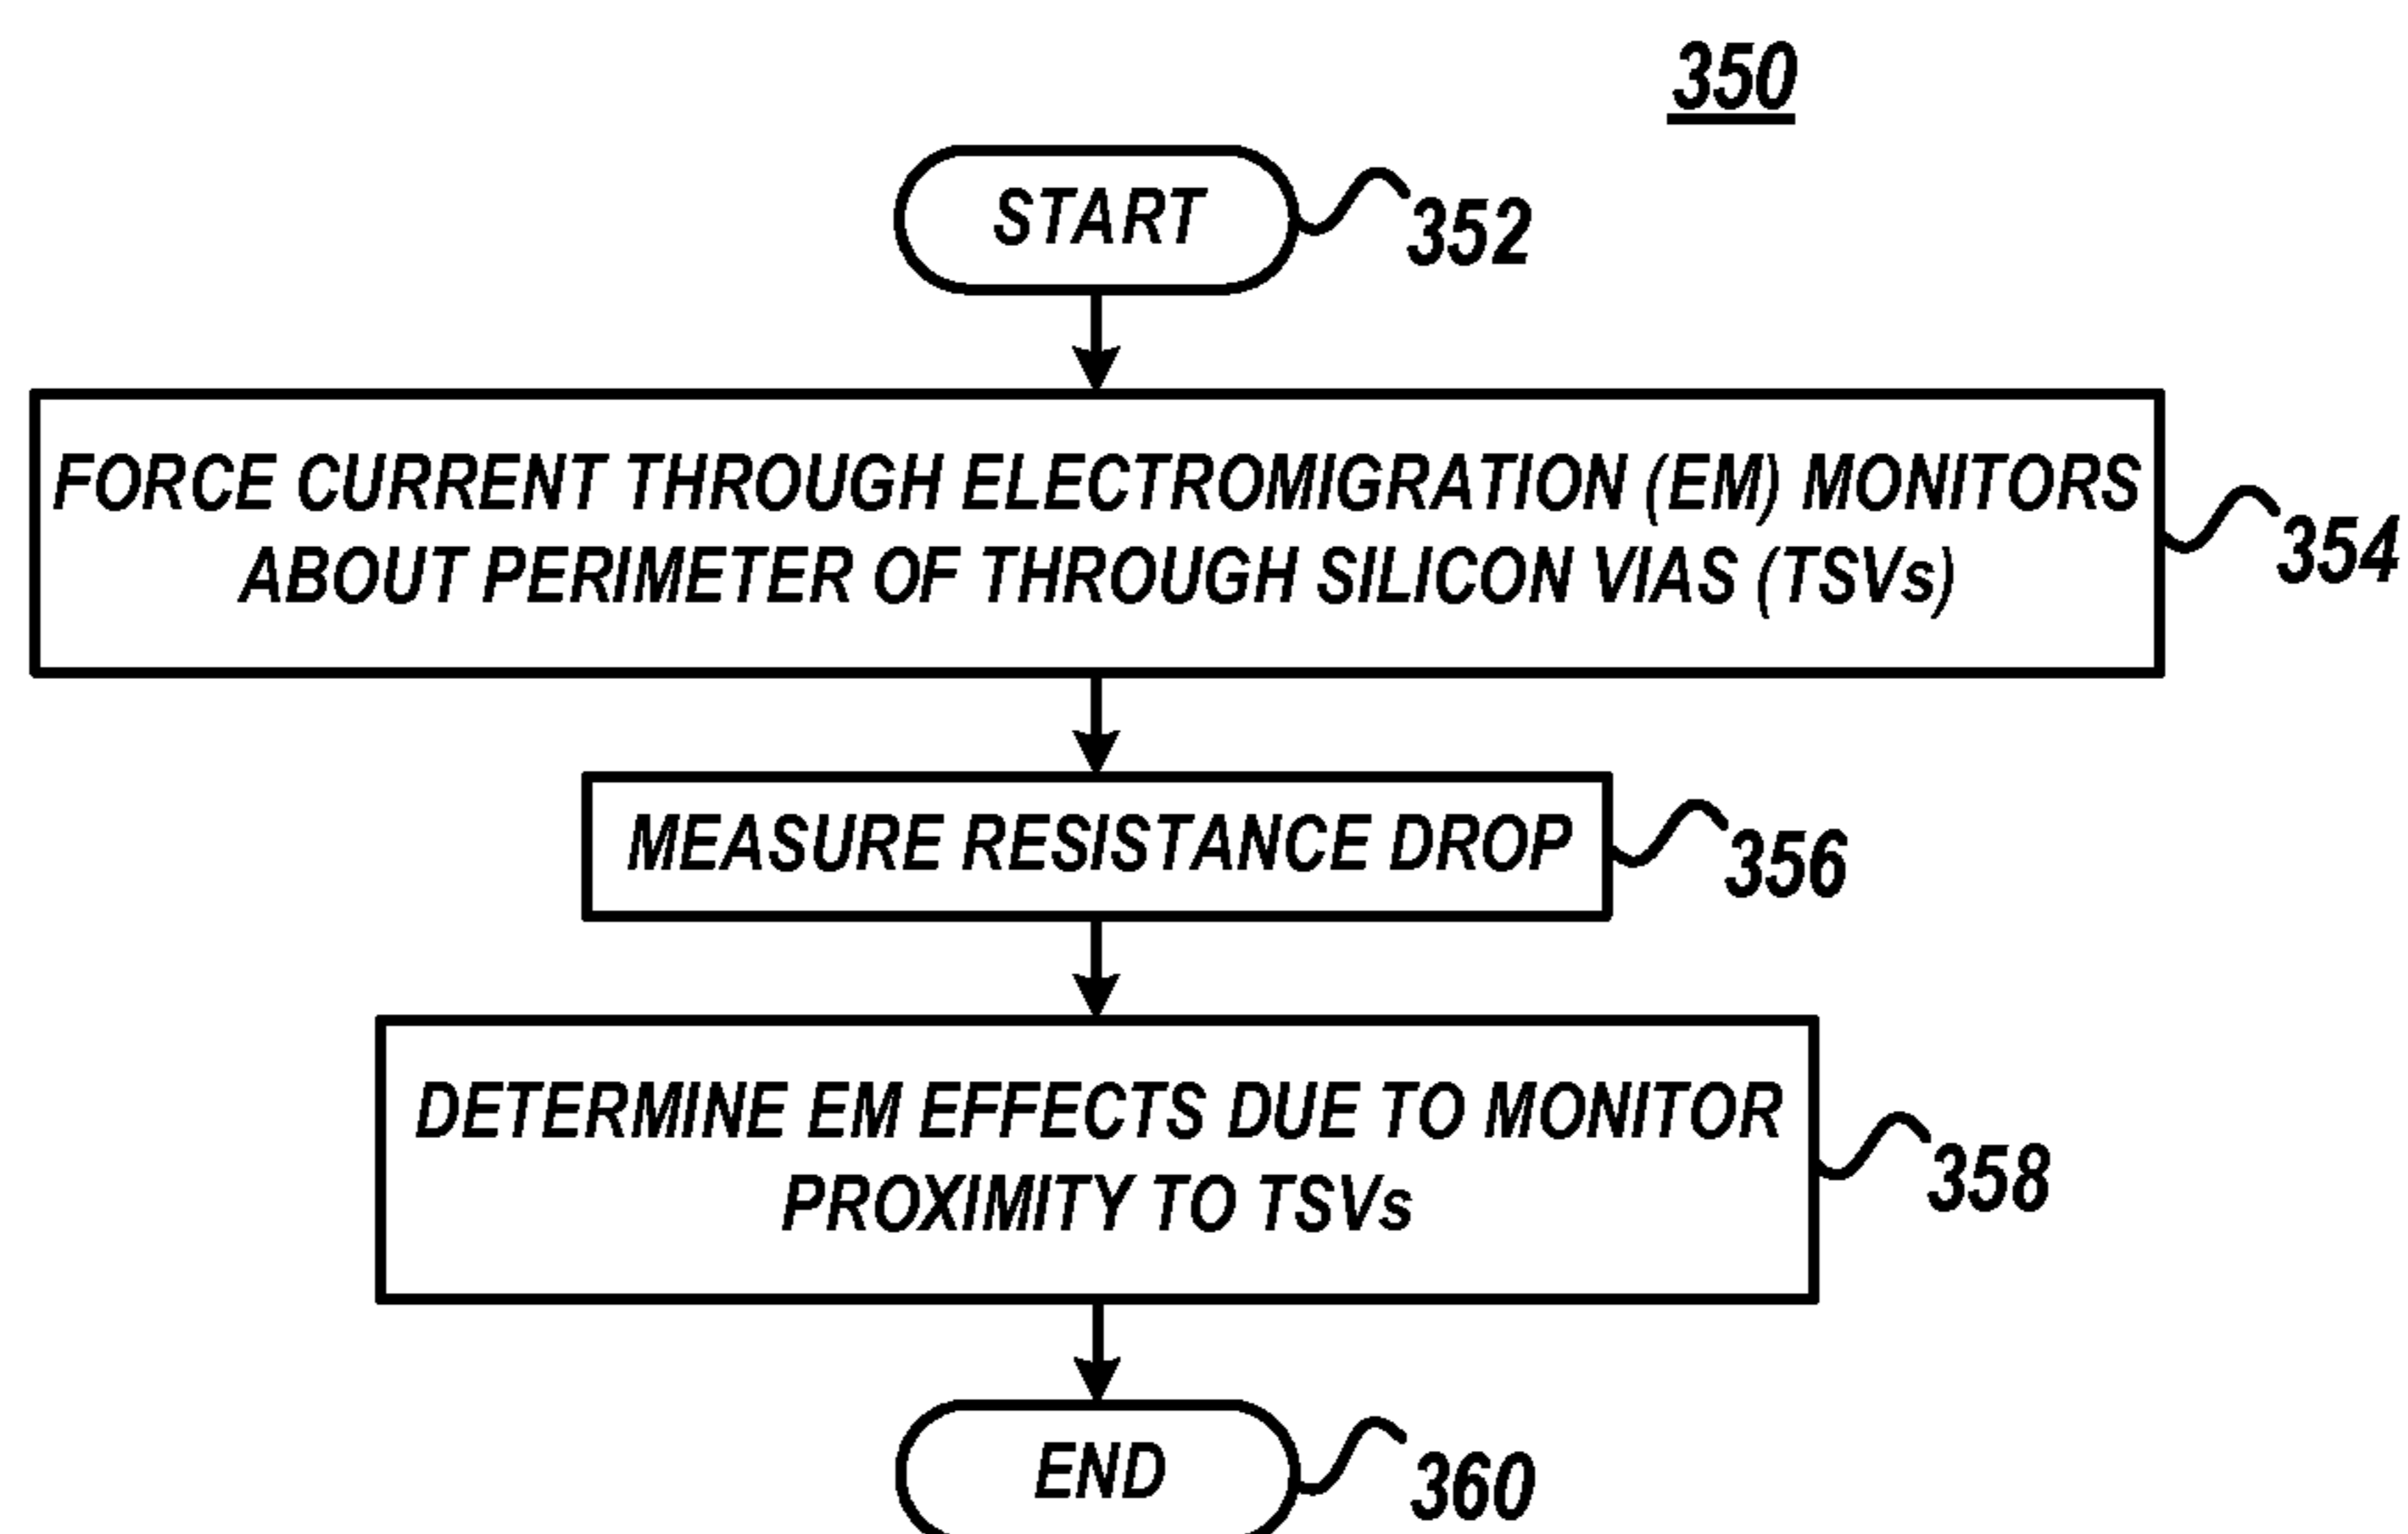 350
START
352
FORCE CURRENT THROUGH ELECTROMIGRATION (EM) MONITORS
ABOUT PERIMETER OF THROUGH SILICON VIAS (TSVs)
354
MEASURE RESISTANCE DROP
356
DETERMINE EM EFFECTS DUE TO MONITOR
PROXIMITY TO TSVs
358
END
360